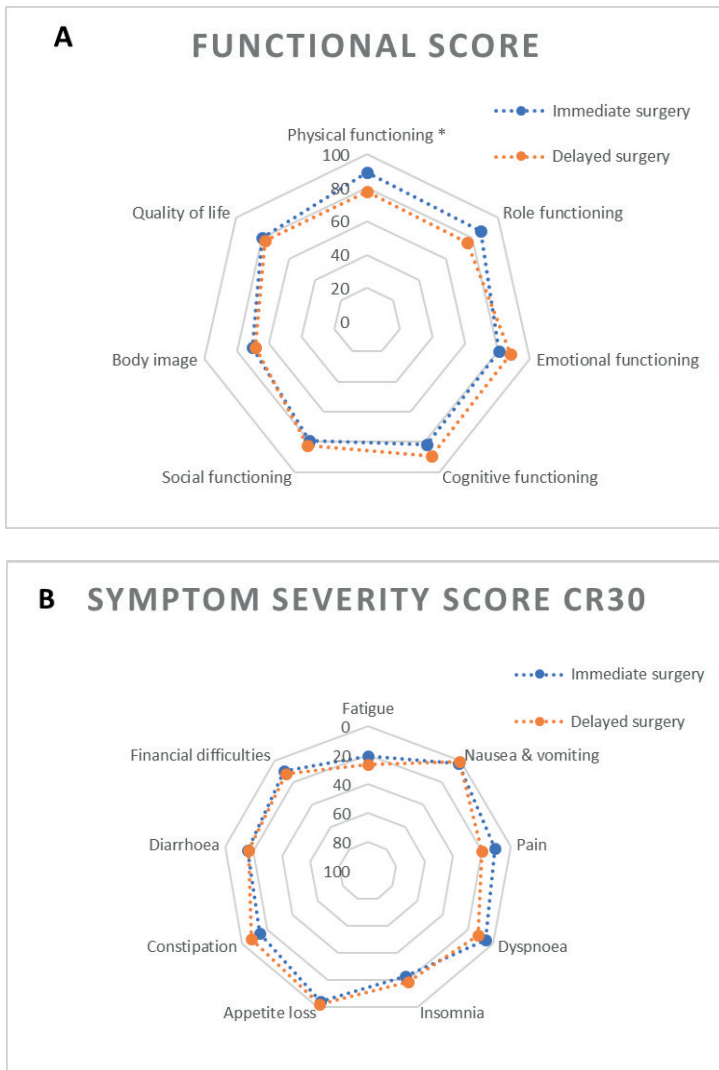 A
FUNCTIONAL SCORE
Immediate surgery
Delayed surgery
Physical functioning *
100
80
60
40
20
0
Quality of life
Role functioning
Body image
Emotional functioning
Social functioning
Cognitive functioning
B
SYMPTOM SEVERITY SCORE CR30
Immediate surgery
Delayed surgery
Fatigue
0
20
40
60
80
100
Financial difficulties
Nausea & vomiting
Diarrhoea
Pain
Constipation
Dyspnoea
Appetite loss
Insomnia